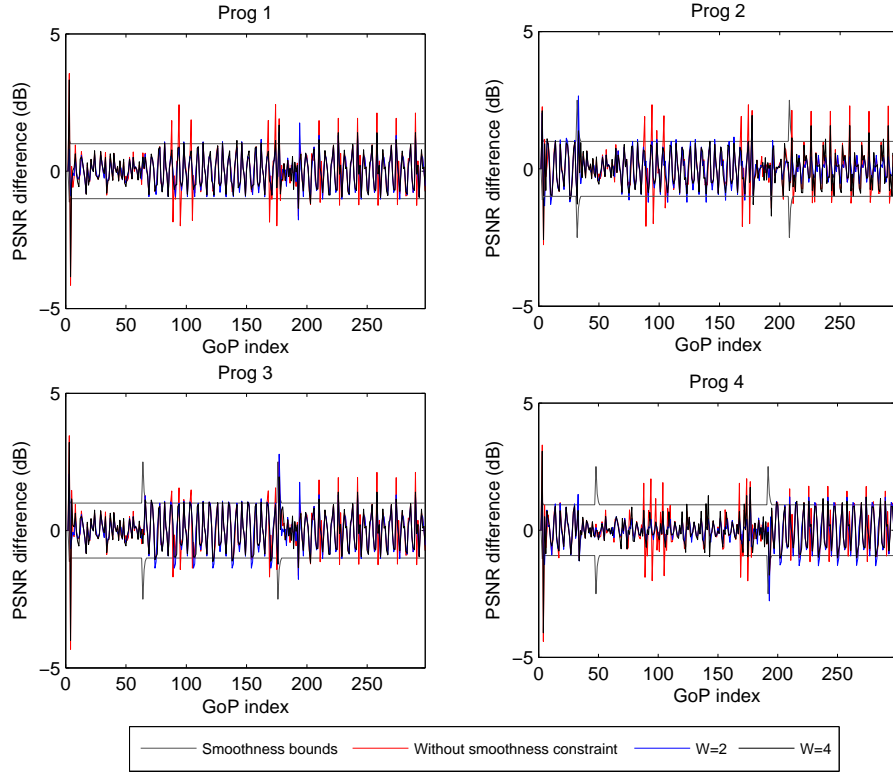 Prog 1
PSNR difference (dB)
5
0
−5
0 50 100 150 200 250
GoP index
Prog 2
PSNR difference (dB)
5
0
−5
0 50 100 150 200 250
GoP index
Prog 3
PSNR difference (dB)
5
0
−5
0 50 100 150 200 250
GoP index
Prog 4
PSNR difference (dB)
5
0
−5
0 50 100 150 200 250
GoP index
Smoothness bounds Without smoothness constraint W=2 W=4